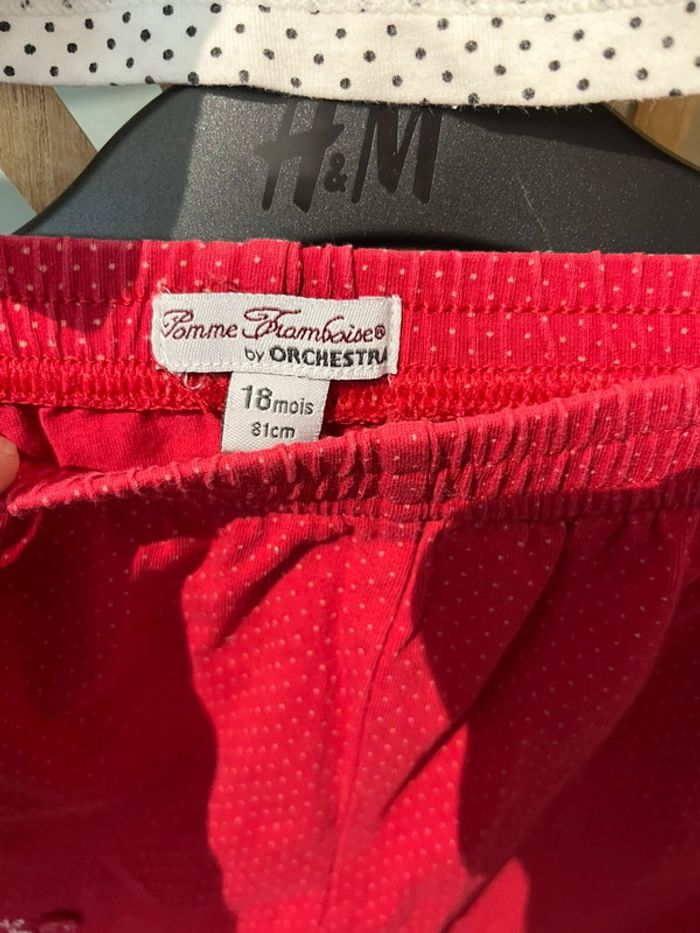 H&M
Pomme Framboise®
by ORCHESTRA
18 mois
81cm